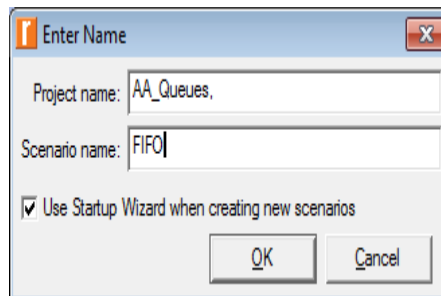 Enter Name
Project name: AA_Queues,
Scenario name: FIFO
Use Startup Wizard when creating new scenarios
OK Cancel